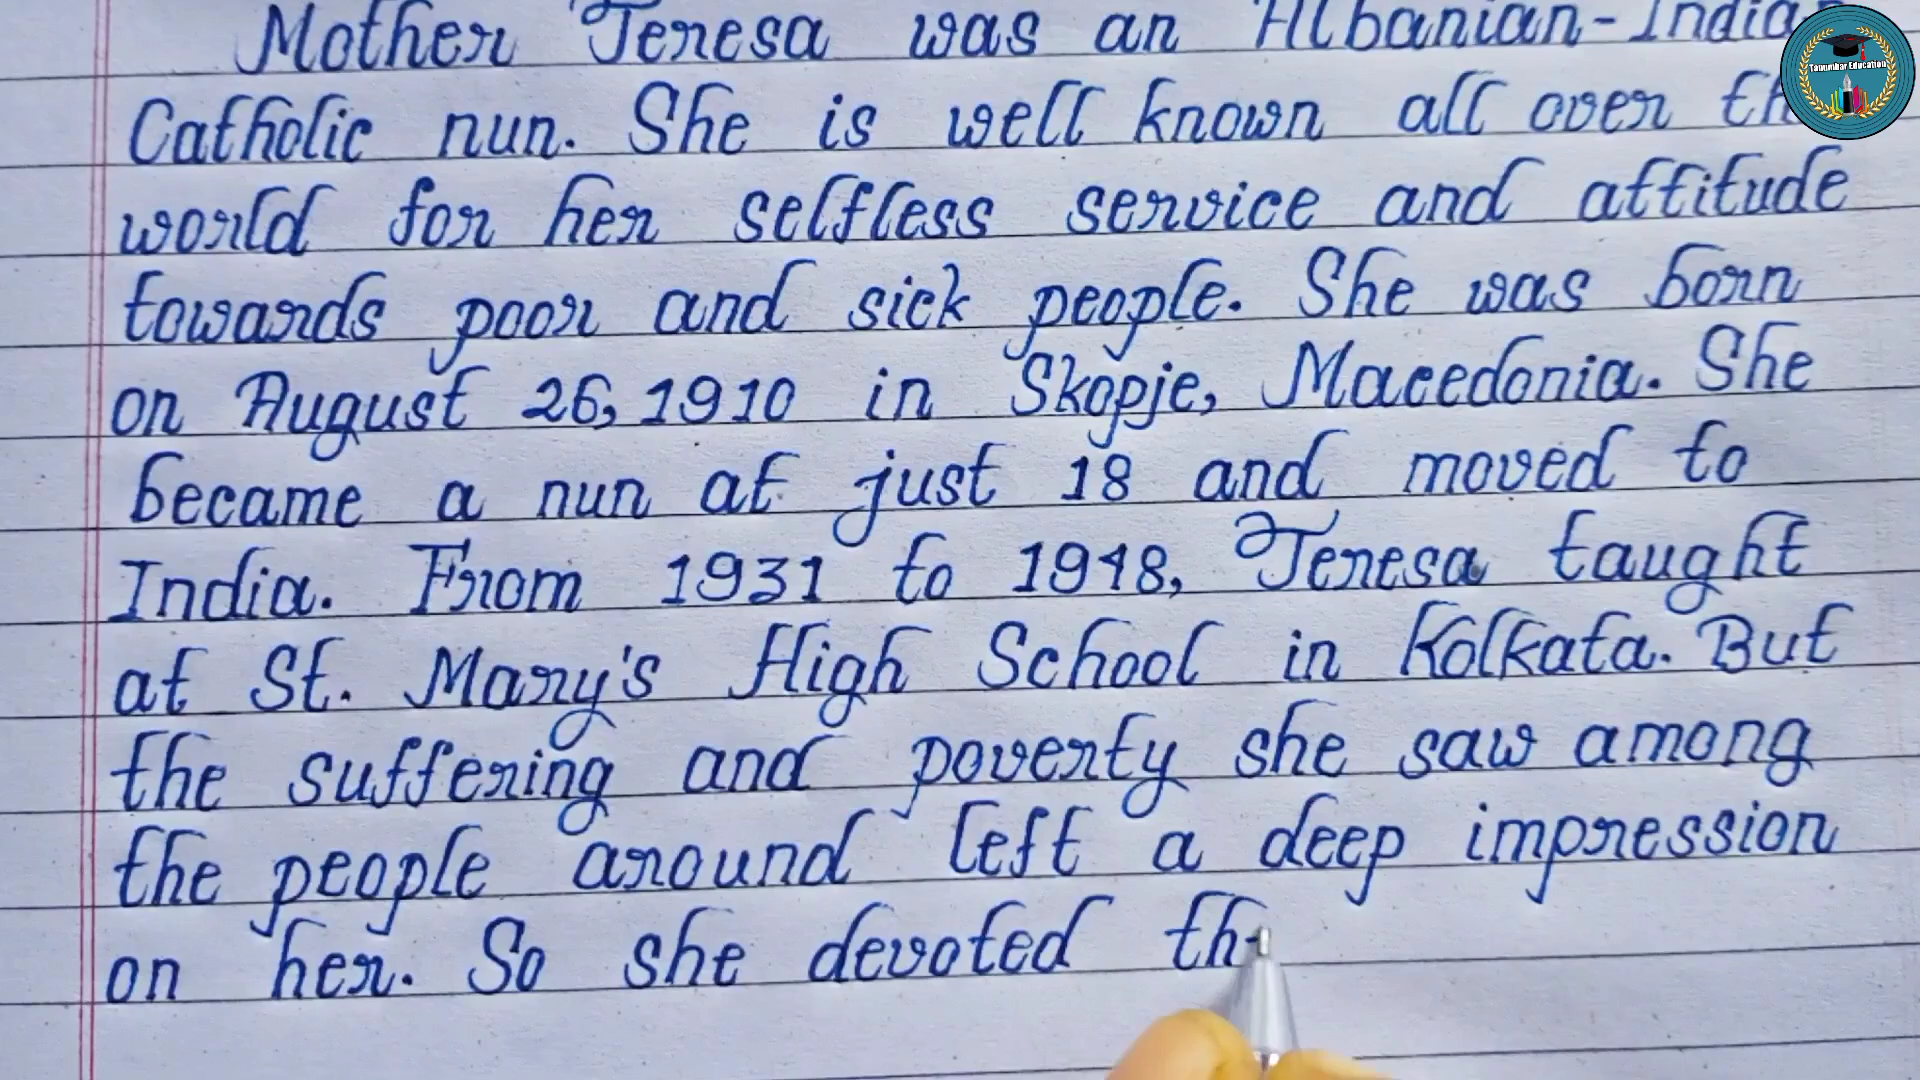 Mother Teresa was an Albanian-Indian
Tanumbar Education
Catholic nun. She is well known all over th
world for her selfless service and attitude
towards poor and sick people. She was born
on August 26, 1910 in Skopje, Macedonia. She
became a nun at just 18 and moved to
India. From 1931 to 1948, Teresa taught
at St. Mary's High School in Kolkata. But
the suffering and poverty she saw among
the people around left a deep impression
on her. So she devoted th